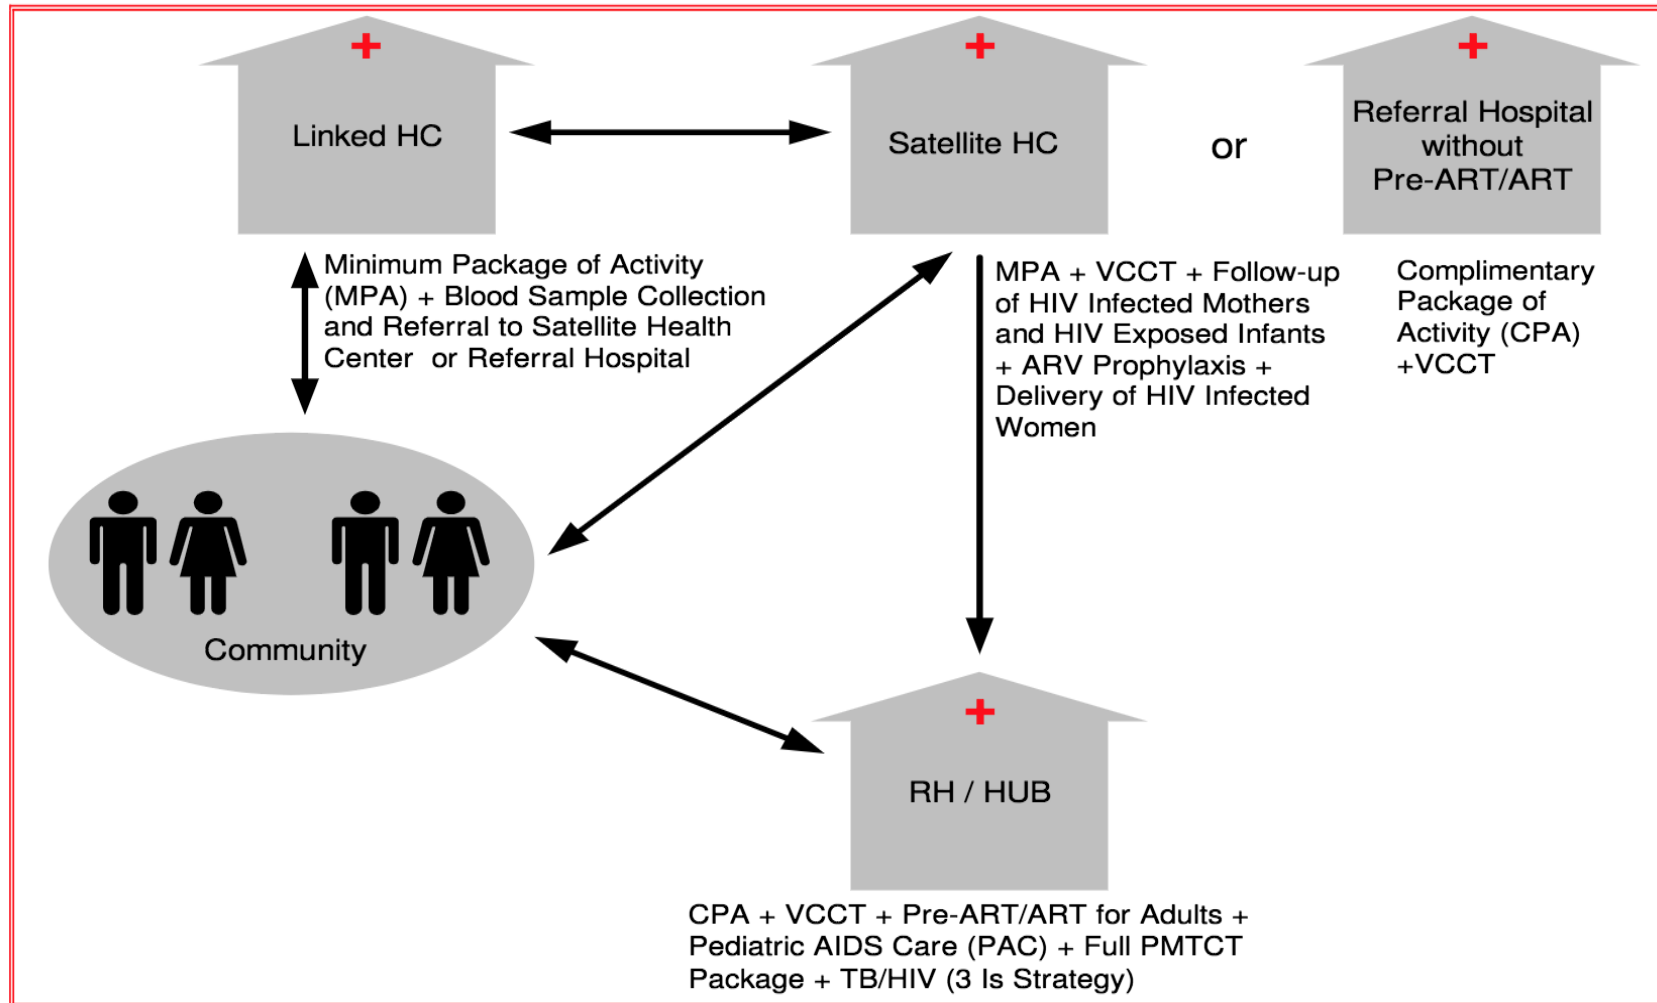 Linked HC
Satellite HC
or
Referral Hospital
without
Pre-ART/ART
Minimum Package of Activity
(MPA) + Blood Sample Collection
and Referral to Satellite Health
Center or Referral Hospital
MPA + VCCT + Follow-up
of HIV Infected Mothers
and HIV Exposed Infants
+ ARV Prophylaxis +
Delivery of HIV Infected
Women
Complimentary
Package of
Activity (CPA)
+VCCT
Community
RH / HUB
CPA + VCCT + Pre-ART/ART for Adults +
Pediatric AIDS Care (PAC) + Full PMTCT
Package + TB/HIV (3 Is Strategy)